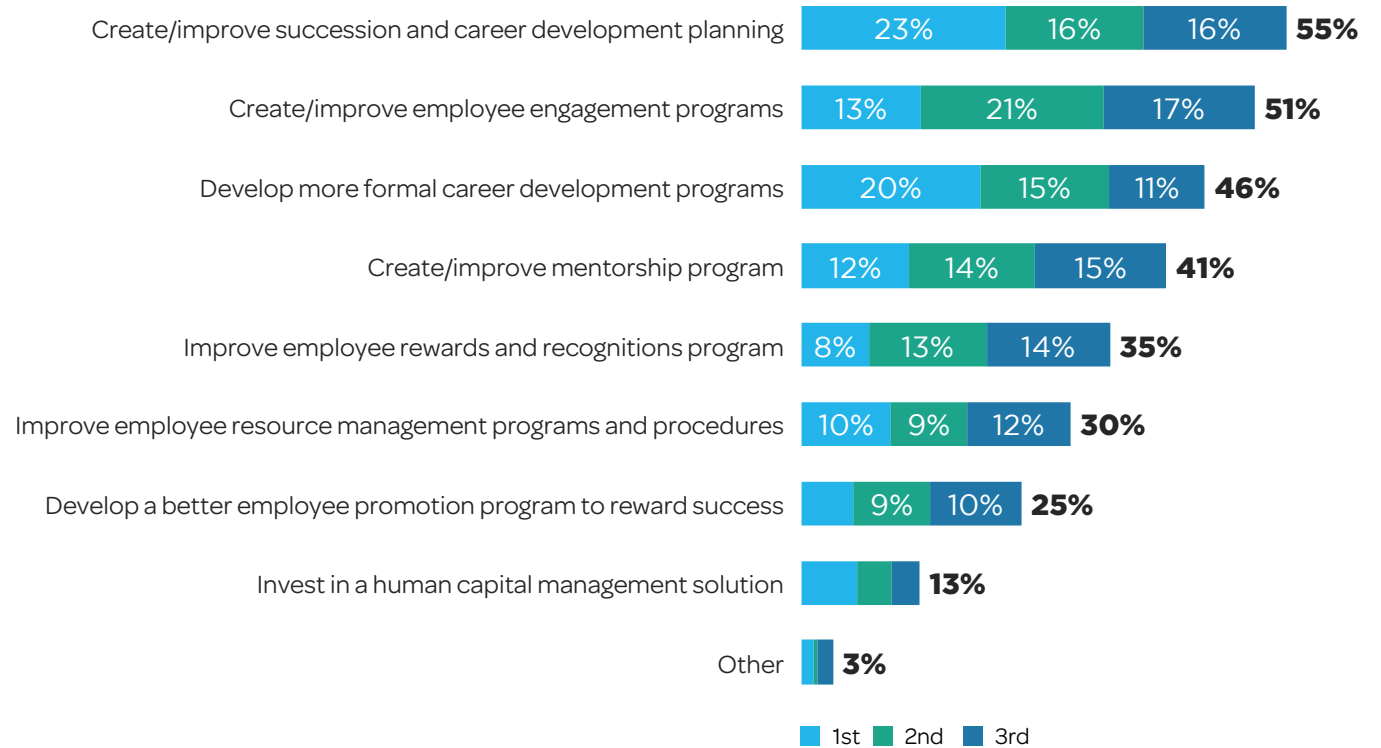 Create/improve succession and career development planning 23% 16% 16% 55%
Create/improve employee engagement programs 13% 21% 17% 51%
Develop more formal career development programs 20% 15% 11% 46%
Create/improve mentorship program 12% 14% 15% 41%
Improve employee rewards and recognitions program 8% 13% 14% 35%
Improve employee resource management programs and procedures 10% 9% 12% 30%
Develop a better employee promotion program to reward success 9% 10% 25%
Invest in a human capital management solution 13%
Other 3%
1st 2nd 3rd